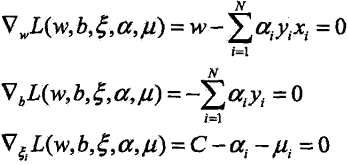 ∇_w L(w,b,ξ,α,μ) = w − ∑_{i=1}^{N} α_i y_i x_i = 0
∇_b L(w,b,ξ,α,μ) = −∑_{i=1}^{N} α_i y_i = 0
∇_{ξ_i} L(w,b,ξ,α,μ) = C − α_i − μ_i = 0